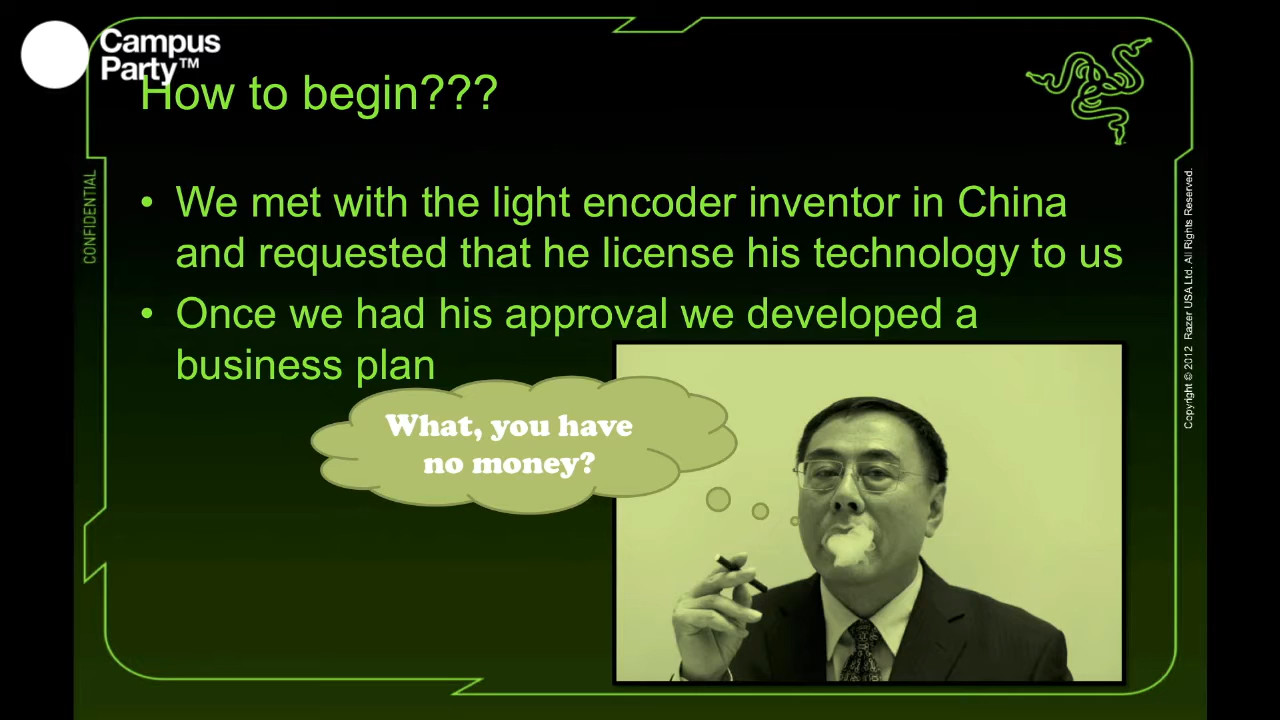 Campus
Party™
How to begin???
• We met with the light encoder inventor in China
and requested that he license his technology to us
• Once we had his approval we developed a
business plan
What, you have
no money?
CONFIDENTIAL
Copyright © 2012 Razer USA Ltd. All Rights Reserved.